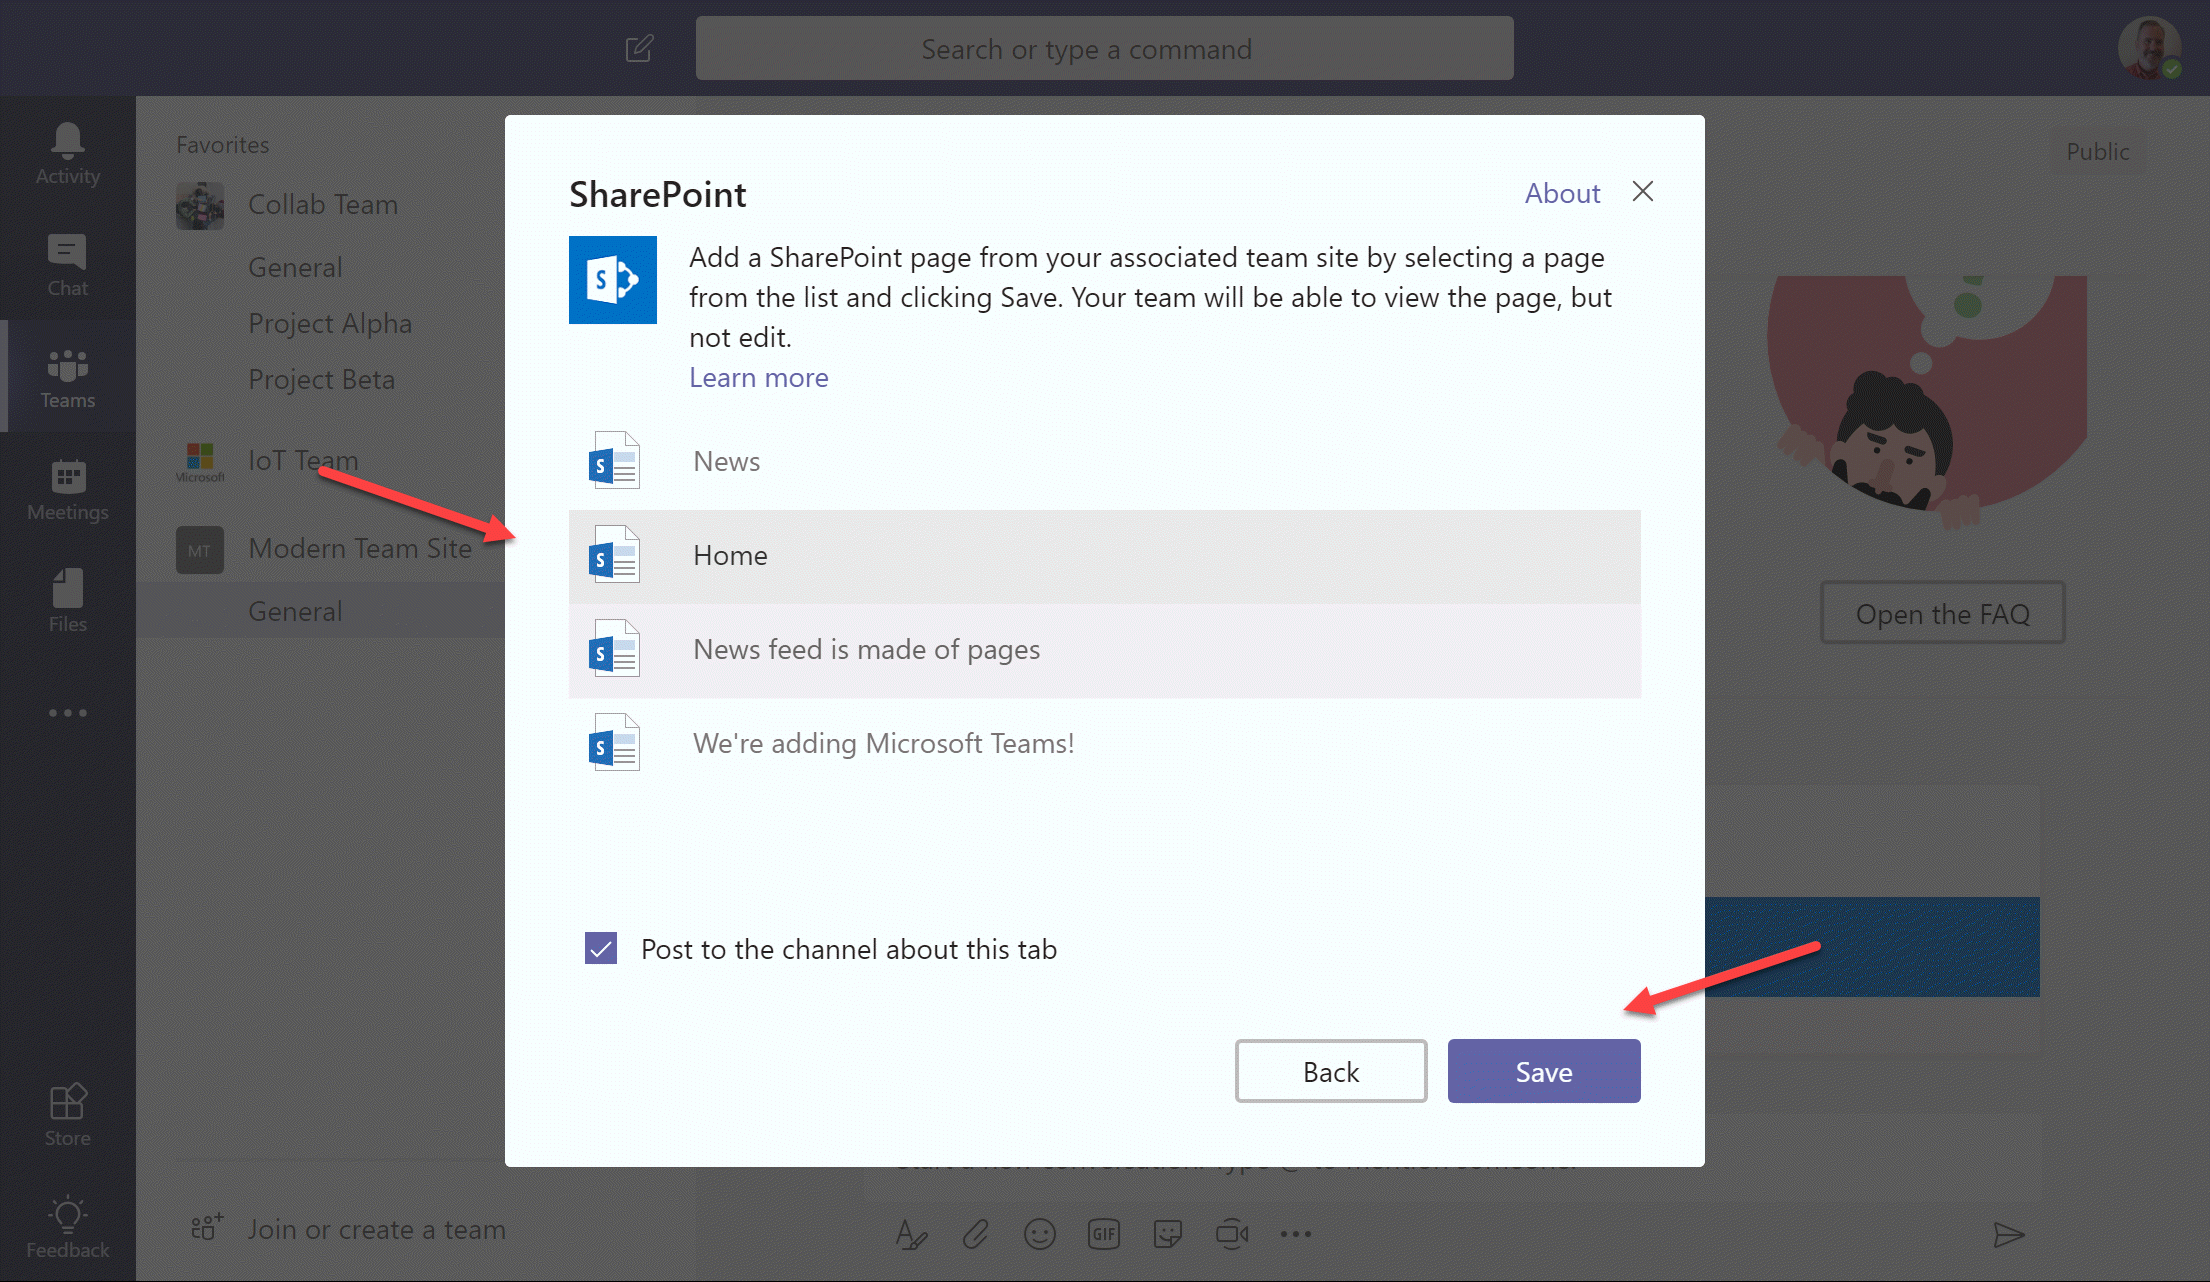 Search or type a command
Activity
Chat
Teams
Meetings
Files
Store
Feedback
Favorites
Collab Team
General
Project Alpha
Project Beta
Microsoft
IoT Team
MT
Modern Team Site
General
Join or create a team
Public
Open the FAQ
SharePoint
About
S
Add a SharePoint page from your associated team site by selecting a page
from the list and clicking Save. Your team will be able to view the page, but
not edit.
Learn more
S
News
S
Home
S
News feed is made of pages
S
We're adding Microsoft Teams!
Post to the channel about this tab
Back
Save
GIF